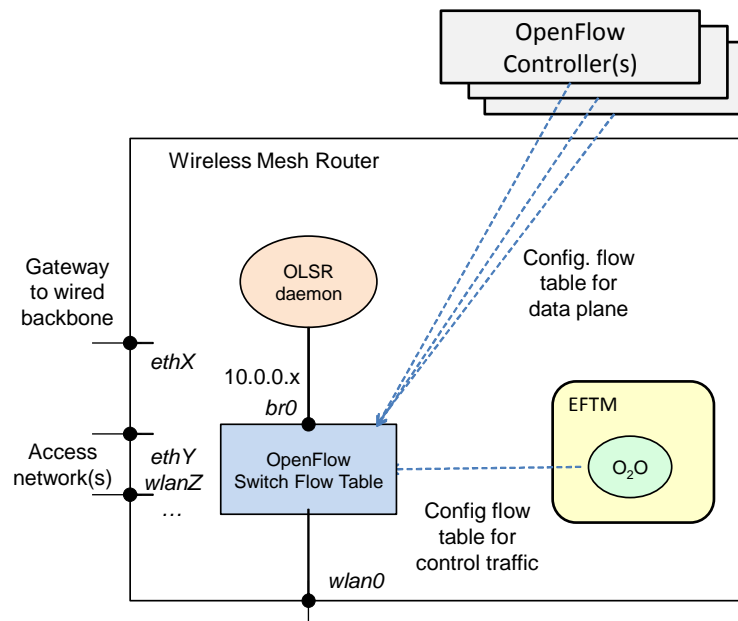 OpenFlow
Controller(s)
Wireless Mesh Router
Gateway
to wired
backbone
OLSR
daemon
Config. flow
table for
data plane
ethX
10.0.0.x
br0
EFTM
Access
network(s)
ethY
wlanZ
...
OpenFlow
Switch Flow Table
O₂O
Config flow
table for
control traffic
wlan0